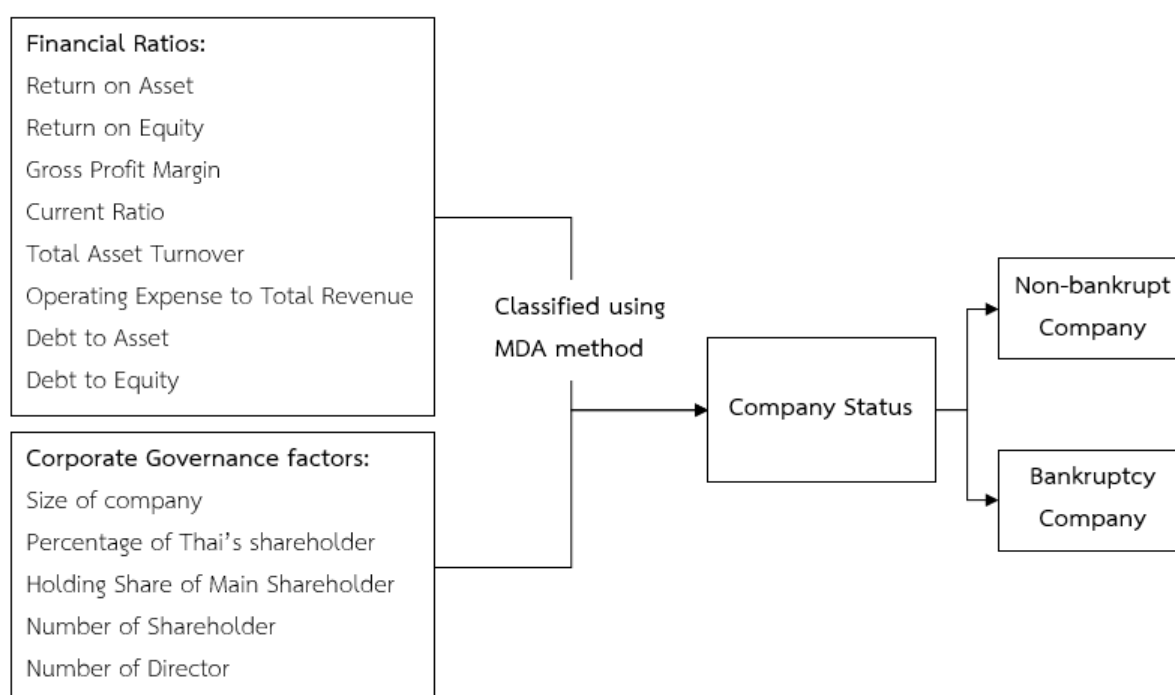 Financial Ratios:
Return on Asset
Return on Equity
Gross Profit Margin
Current Ratio
Total Asset Turnover
Operating Expense to Total Revenue
Debt to Asset
Debt to Equity
Corporate Governance factors:
Size of company
Percentage of Thai’s shareholder
Holding Share of Main Shareholder
Number of Shareholder
Number of Director
Classified using
MDA method
Company Status
Non-bankrupt
Company
Bankruptcy
Company